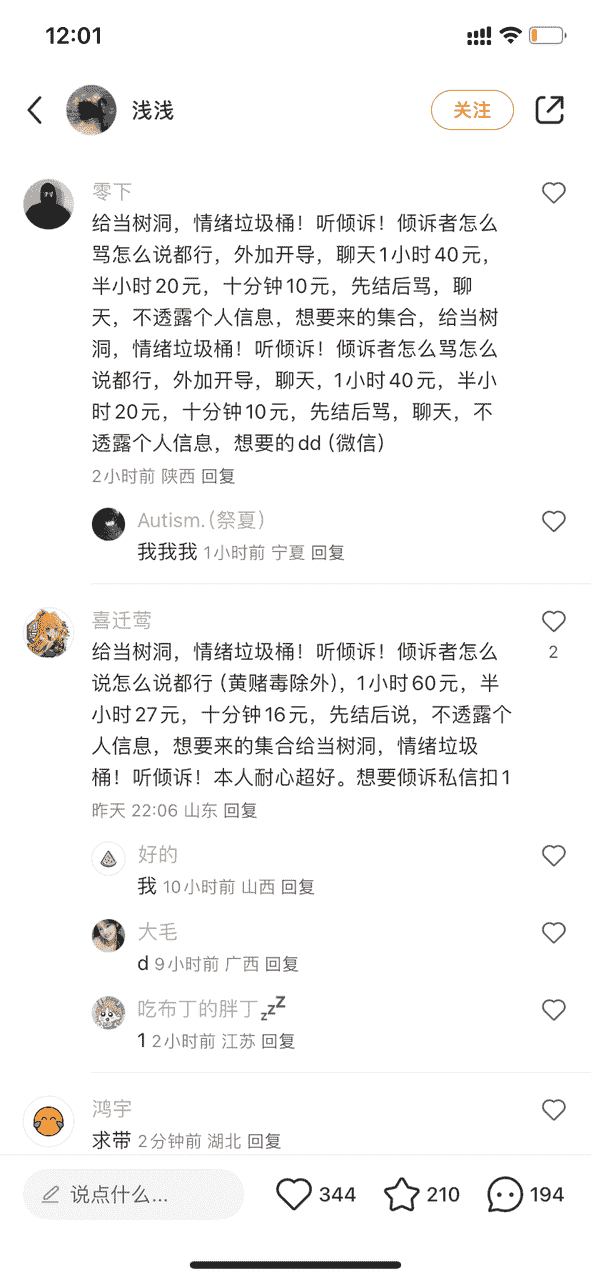 12:01
浅浅
关注
零下
给当树洞，情绪垃圾桶！听倾诉！倾诉者怎么
骂怎么说都行，外加开导，聊天1小时40元，
半小时20元，十分钟10元，先结后骂，聊
天，不透露个人信息，想要来的集合，给当树
洞，情绪垃圾桶！听倾诉！倾诉者怎么骂怎么
说都行，外加开导，聊天，1小时40元，半小
时20元，十分钟10元，先结后骂，聊天，不
透露个人信息，想要的dd（微信）
2小时前 陕西 回复
Autism.(祭夏)
我我我 1小时前 宁夏 回复
喜迁莺
给当树洞，情绪垃圾桶！听倾诉！倾诉者怎么
说怎么说都行（黄赌毒除外），1小时60元，半
小时27元，十分钟16元，先结后说，不透露个
人信息，想要来的集合给当树洞，情绪垃圾
桶！听倾诉！本人耐心超好。想要倾诉私信扣1
2
昨天 22:06 山东 回复
好的
我 10小时前 山西 回复
大毛
d 9小时前 广西 回复
吃布丁的胖丁💤
1 2小时前 江苏 回复
鸿宇
求带 2分钟前 湖北 回复
说点什么... 344 210 194